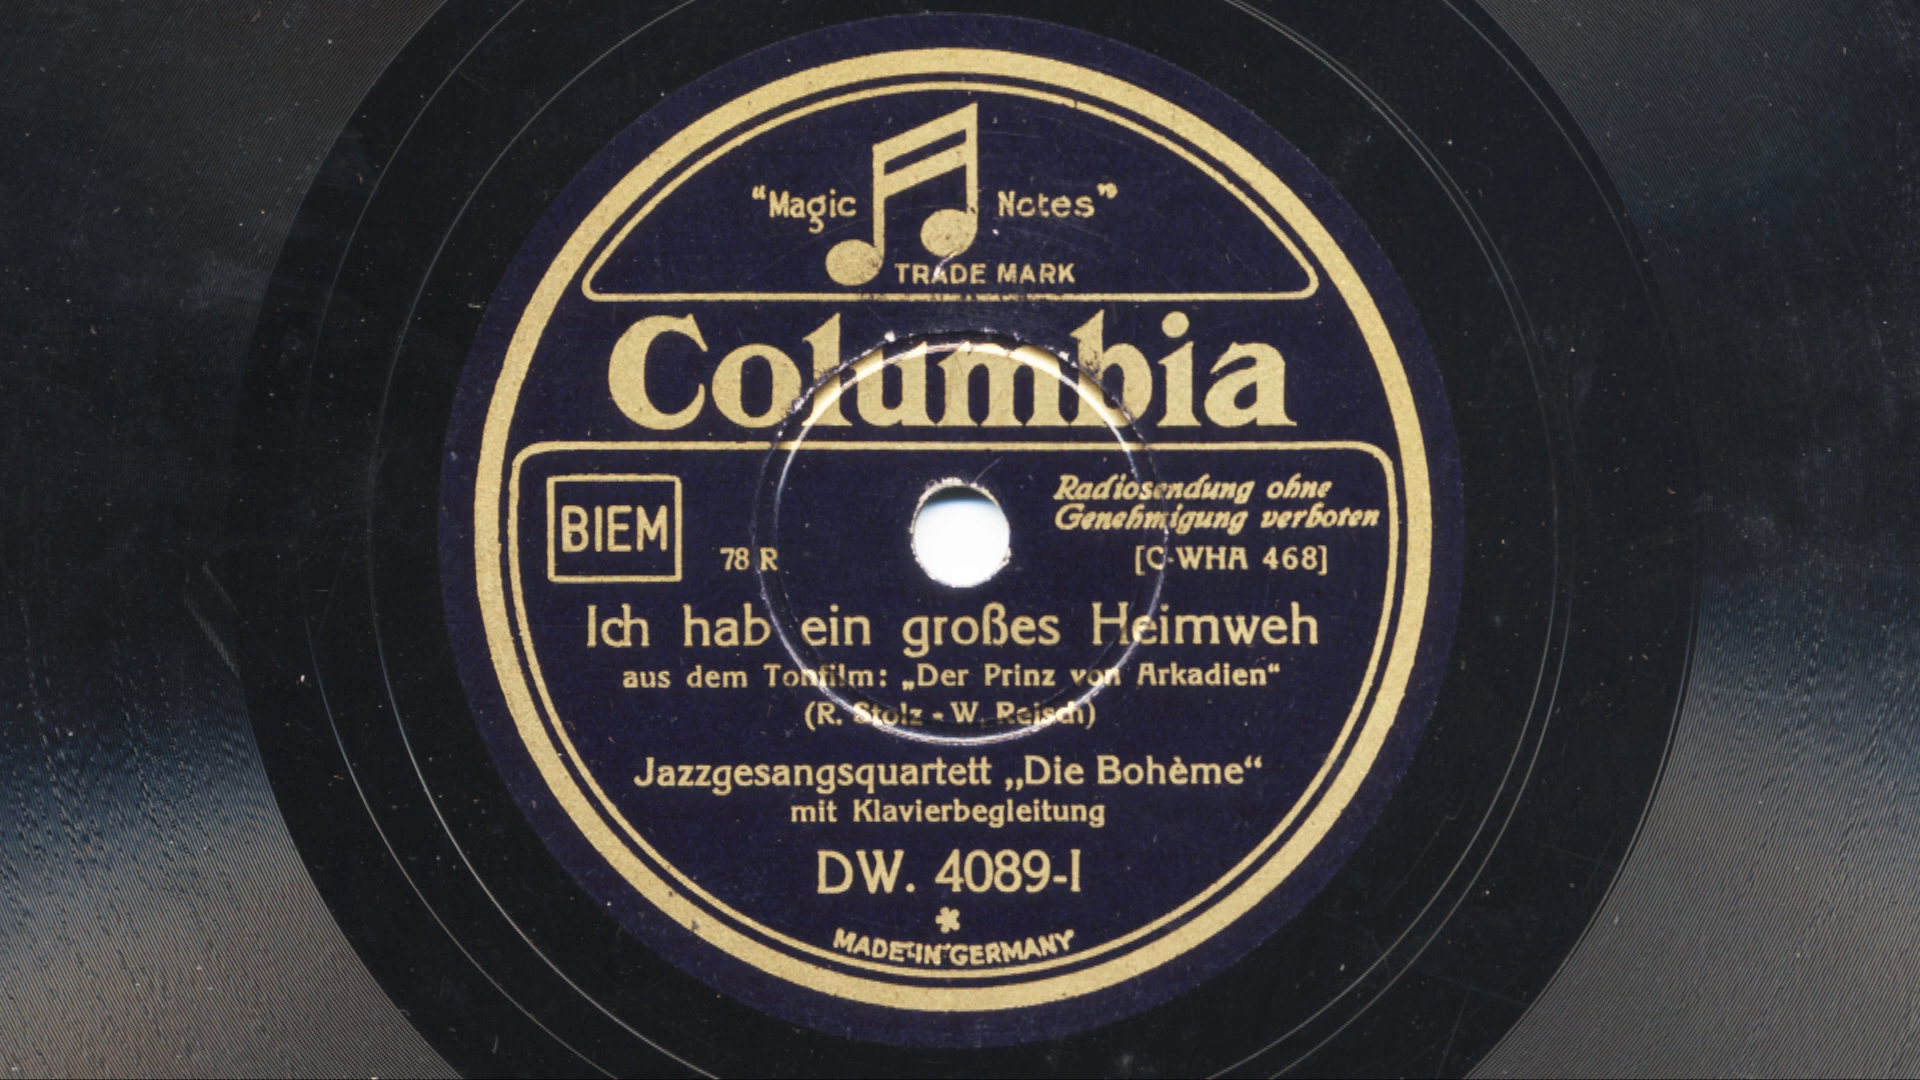 “Magic Notes”
TRADE MARK
Columbia
BIEM
Radiosendung ohne
Genehmigung verboten
78 R
[C·WHA 468]
Ich hab ein großes Heimweh
aus dem Tonfilm: „Der Prinz von Arkadien“
(R. Stolz - W. Reisch)
Jazzgesangsquartett „Die Bohème“
mit Klavierbegleitung
DW. 4089-I
MADE IN GERMANY